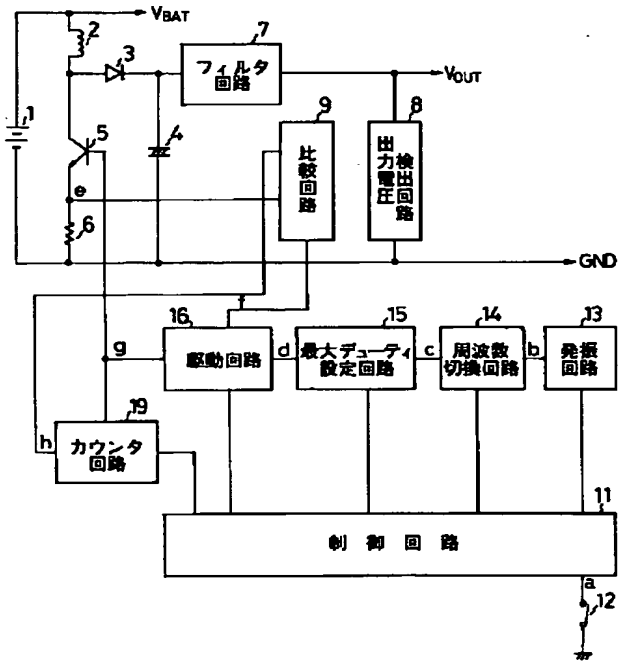 VBAT
2
3
7
フィルタ
回路
VOUT
1
5
4
9
比較回路
8
出力電圧
検出回路
e
6
GND
16
駆動回路
g
d
15
最大デューティ
設定回路
c
14
周波数
切換回路
b
13
発振
回路
19
カウンタ
回路
h
11
制御回路
a
12